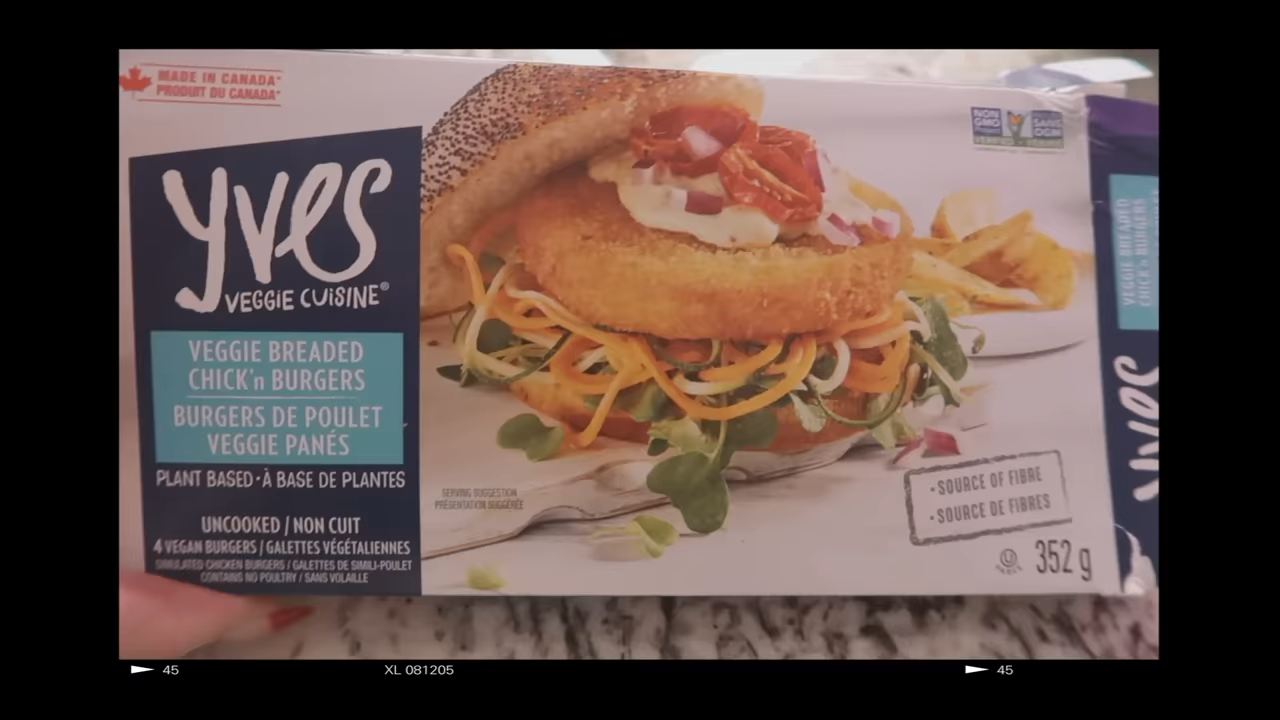 MADE IN CANADA*
PRODUIT DU CANADA*
NON GMO
SANS OGM
yves
VEGGIE CUISINE®
VEGGIE BREADED
CHICK'n BURGERS
BURGERS DE POULET
VEGGIE PANÉS
PLANT BASED · À BASE DE PLANTES
UNCOOKED / NON CUIT
4 VEGAN BURGERS / GALETTES VÉGÉTALIENNES
SIMULATED CHICKEN BURGERS / GALETTES DE SIMILI-POULET
CONTAINS NO POULTRY / SANS VOLAILLE
SERVING SUGGESTION
PRÉSENTATION SUGGÉRÉE
• SOURCE OF FIBRE
• SOURCE DE FIBRES
U
352 g
VEGGIE BREADED
CHICK'n BURGERS
yves
45
XL 081205
45